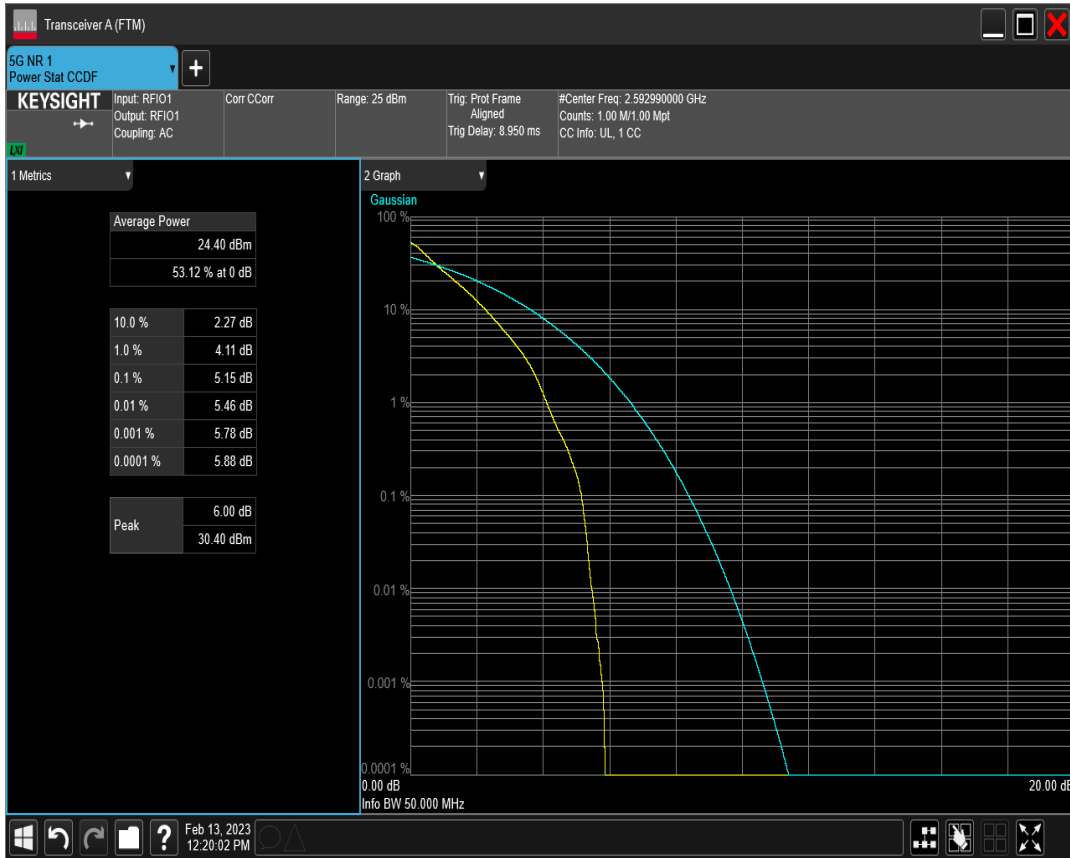 Transceiver A (FTM)
5G NR 1
Power Stat CCDF
+
KEYSIGHT
LXI
Input: RFIO1
Output: RFIO1
Coupling: AC
Corr CCorr
Range: 25 dBm
Trig: Prot Frame
Aligned
Trig Delay: 8.950 ms
#Center Freq: 2.592990000 GHz
Counts: 1.00 M/1.00 Mpt
CC Info: UL, 1 CC
1 Metrics
Average Power
24.40 dBm
53.12 % at 0 dB
10.0 % 2.27 dB
1.0 % 4.11 dB
0.1 % 5.15 dB
0.01 % 5.46 dB
0.001 % 5.78 dB
0.0001 % 5.88 dB
Peak
6.00 dB
30.40 dBm
2 Graph
Gaussian
100 %
10 %
1 %
0.1 %
0.01 %
0.001 %
0.0001 %
0.00 dB 20.00 dB
Info BW 50.000 MHz
?
Feb 13, 2023
12:20:02 PM